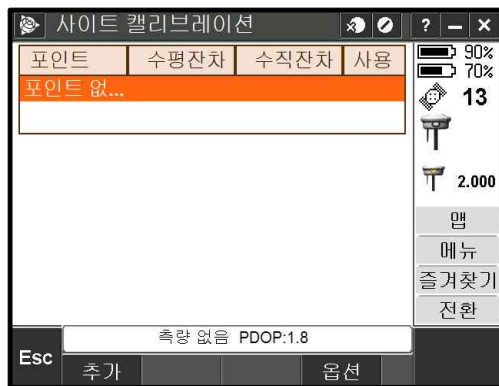 사이트 캘리브레이션
? – ×
포인트 수평잔차 수직잔차 사용
포인트 없...
90%
70%
13
2.000
맵
메뉴
즐겨찾기
전환
측량 없음 PDOP:1.8
Esc
추가 옵션